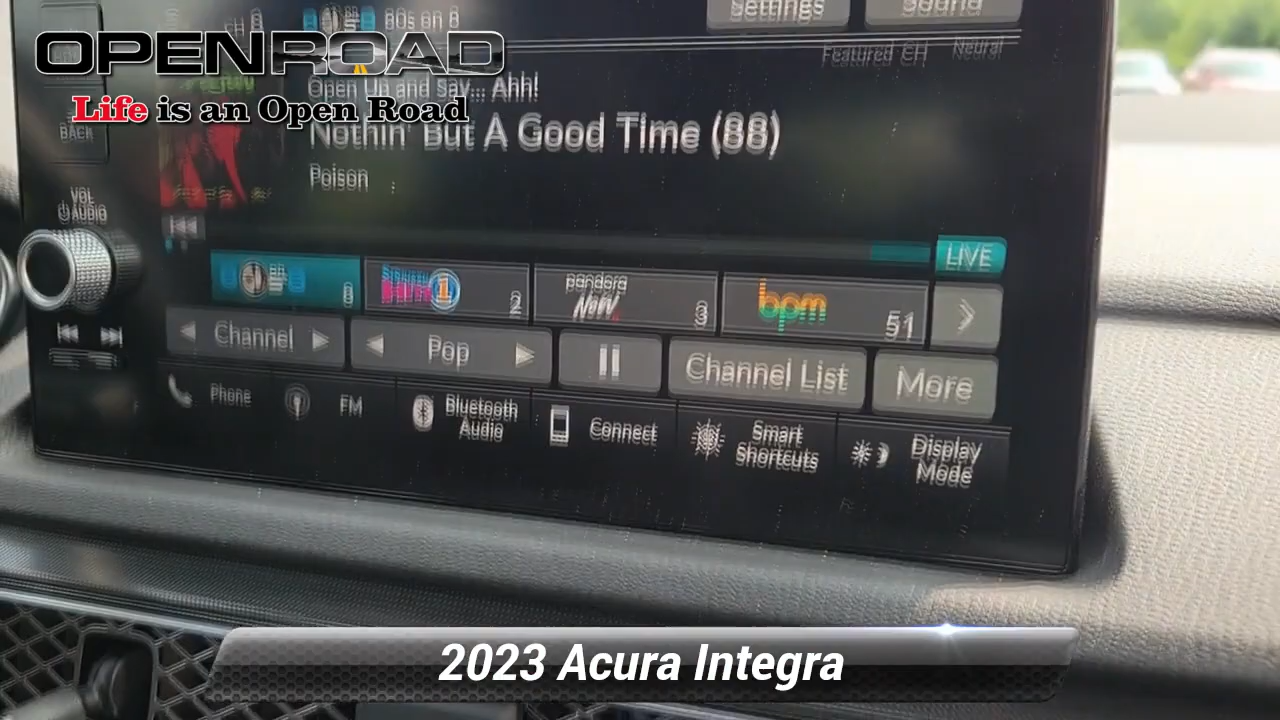 80s on 8
Settings
Sound
OPENROAD
Life is an Open Road
Featured CH
Neural
Open Up and say... Ahh!
Nothin' But A Good Time (88)
Poison
BACK
VOL
AUDIO
LIVE
8
1
2
pandora
NOW
3
bpm
51
Channel
Pop
Channel List
More
Phone
FM
Bluetooth
Audio
Connect
Smart
Shortcuts
Display
Mode
2023 Acura Integra